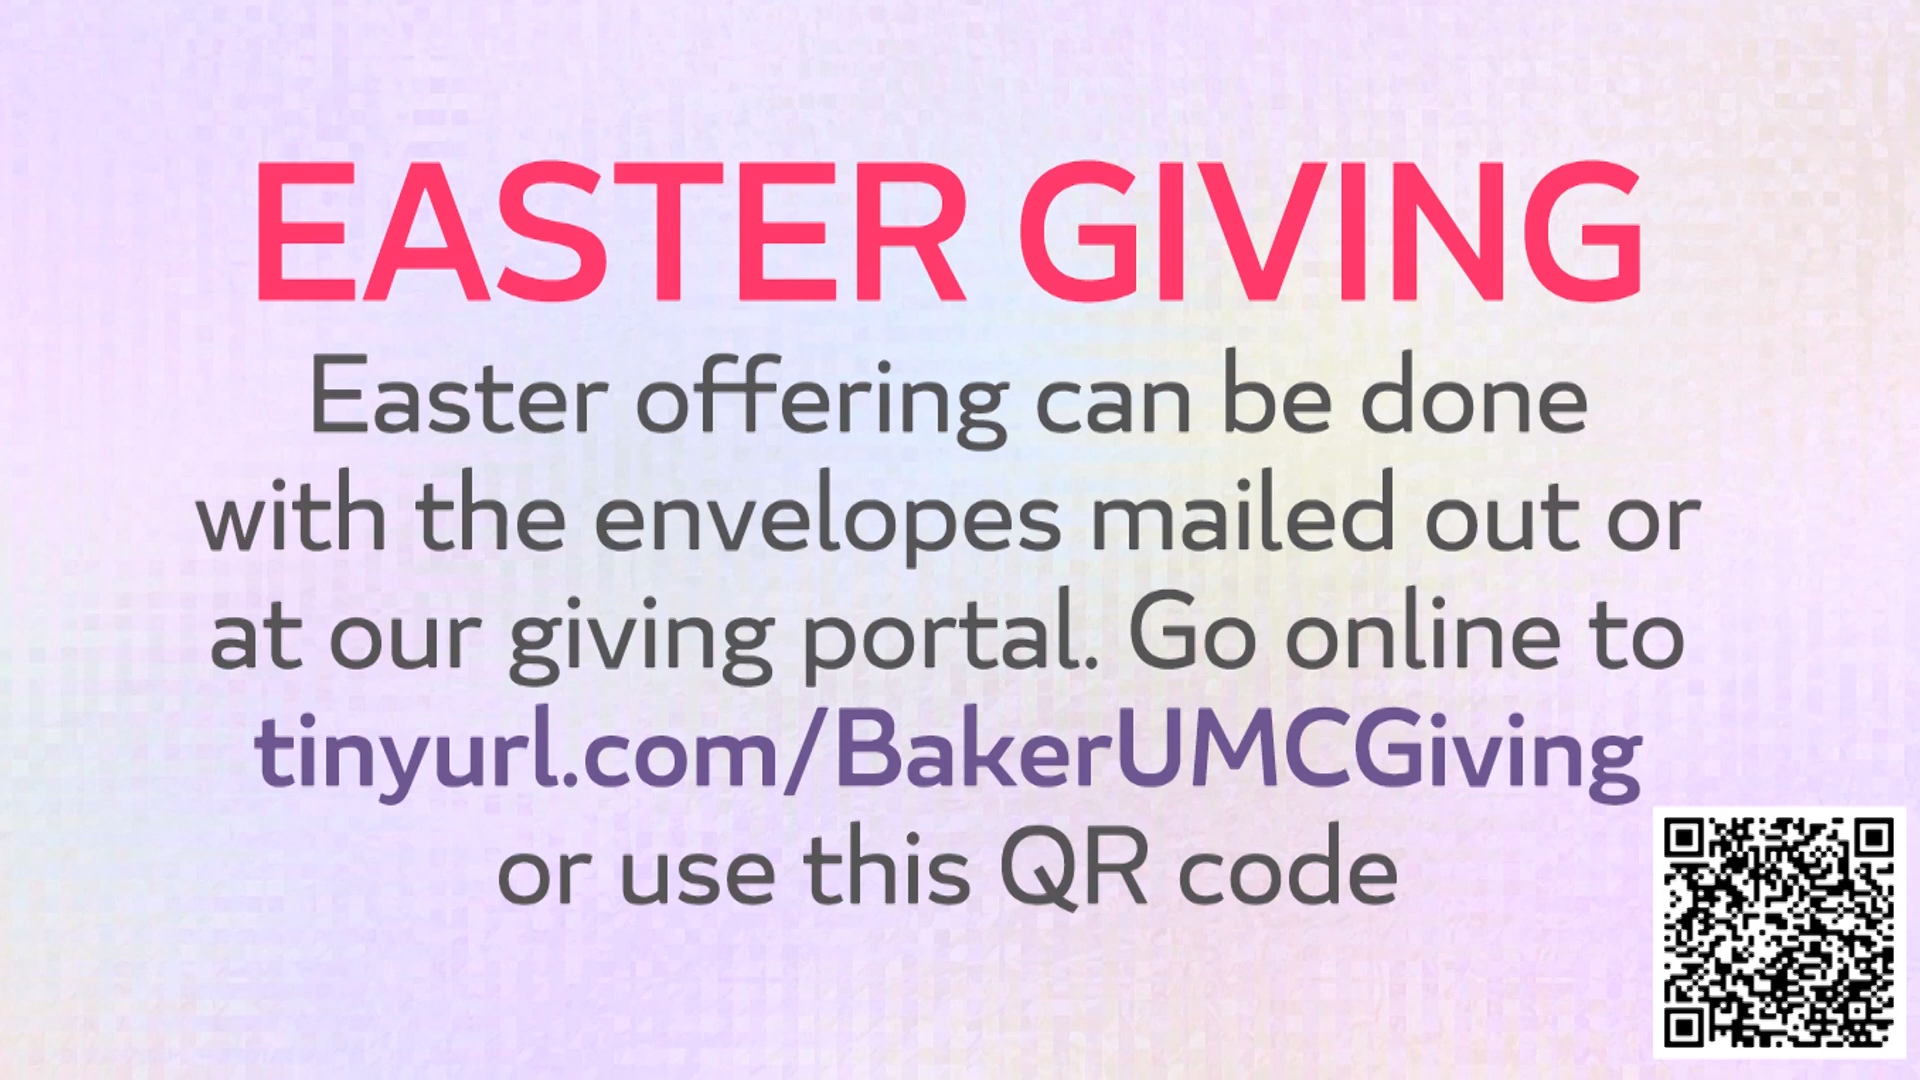 EASTER GIVING
Easter offering can be done
with the envelopes mailed out or
at our giving portal. Go online to
tinyurl.com/BakerUMCGiving
or use this QR code